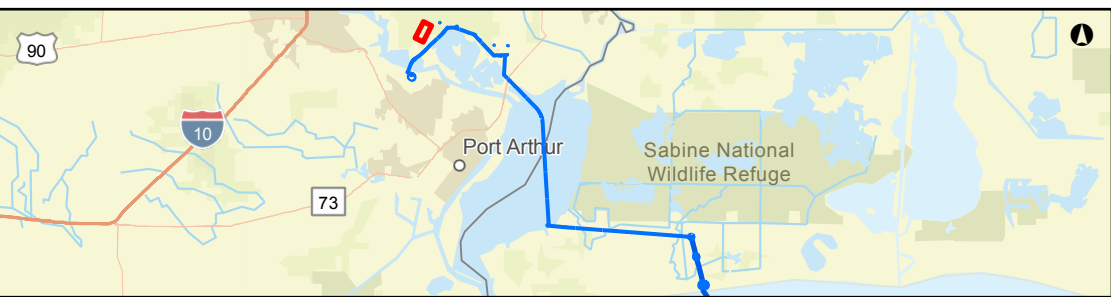 90
10
Port Arthur
Sabine National
Wildlife Refuge
73